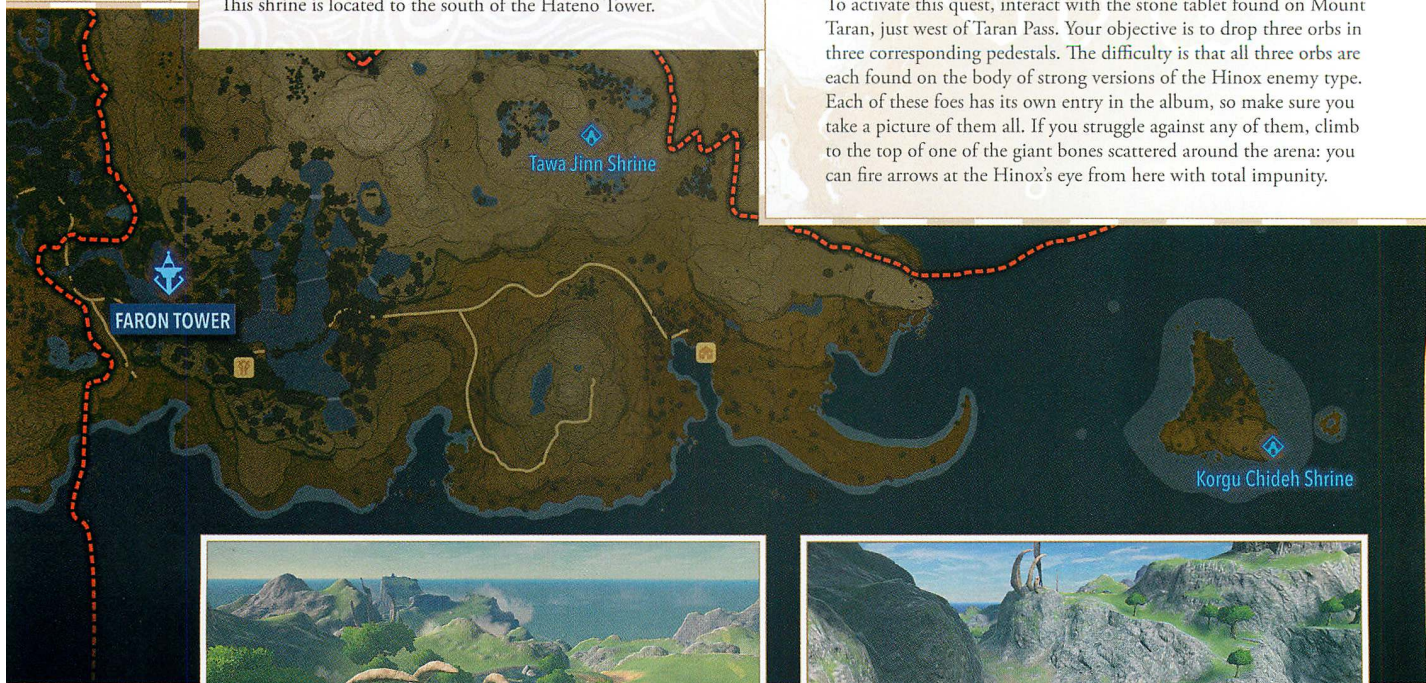 This shrine is located to the south of the Hateno Tower.
To activate this quest, interact with the stone tablet found on Mount
Taran, just west of Taran Pass. Your objective is to drop three orbs in
three corresponding pedestals. The difficulty is that all three orbs are
each found on the body of strong versions of the Hinox enemy type.
Each of these foes has its own entry in the album, so make sure you
take a picture of them all. If you struggle against any of them, climb
to the top of one of the giant bones scattered around the arena: you
can fire arrows at the Hinox's eye from here with total impunity.
Tawa Jinn Shrine
FARON TOWER
Korgu Chideh Shrine